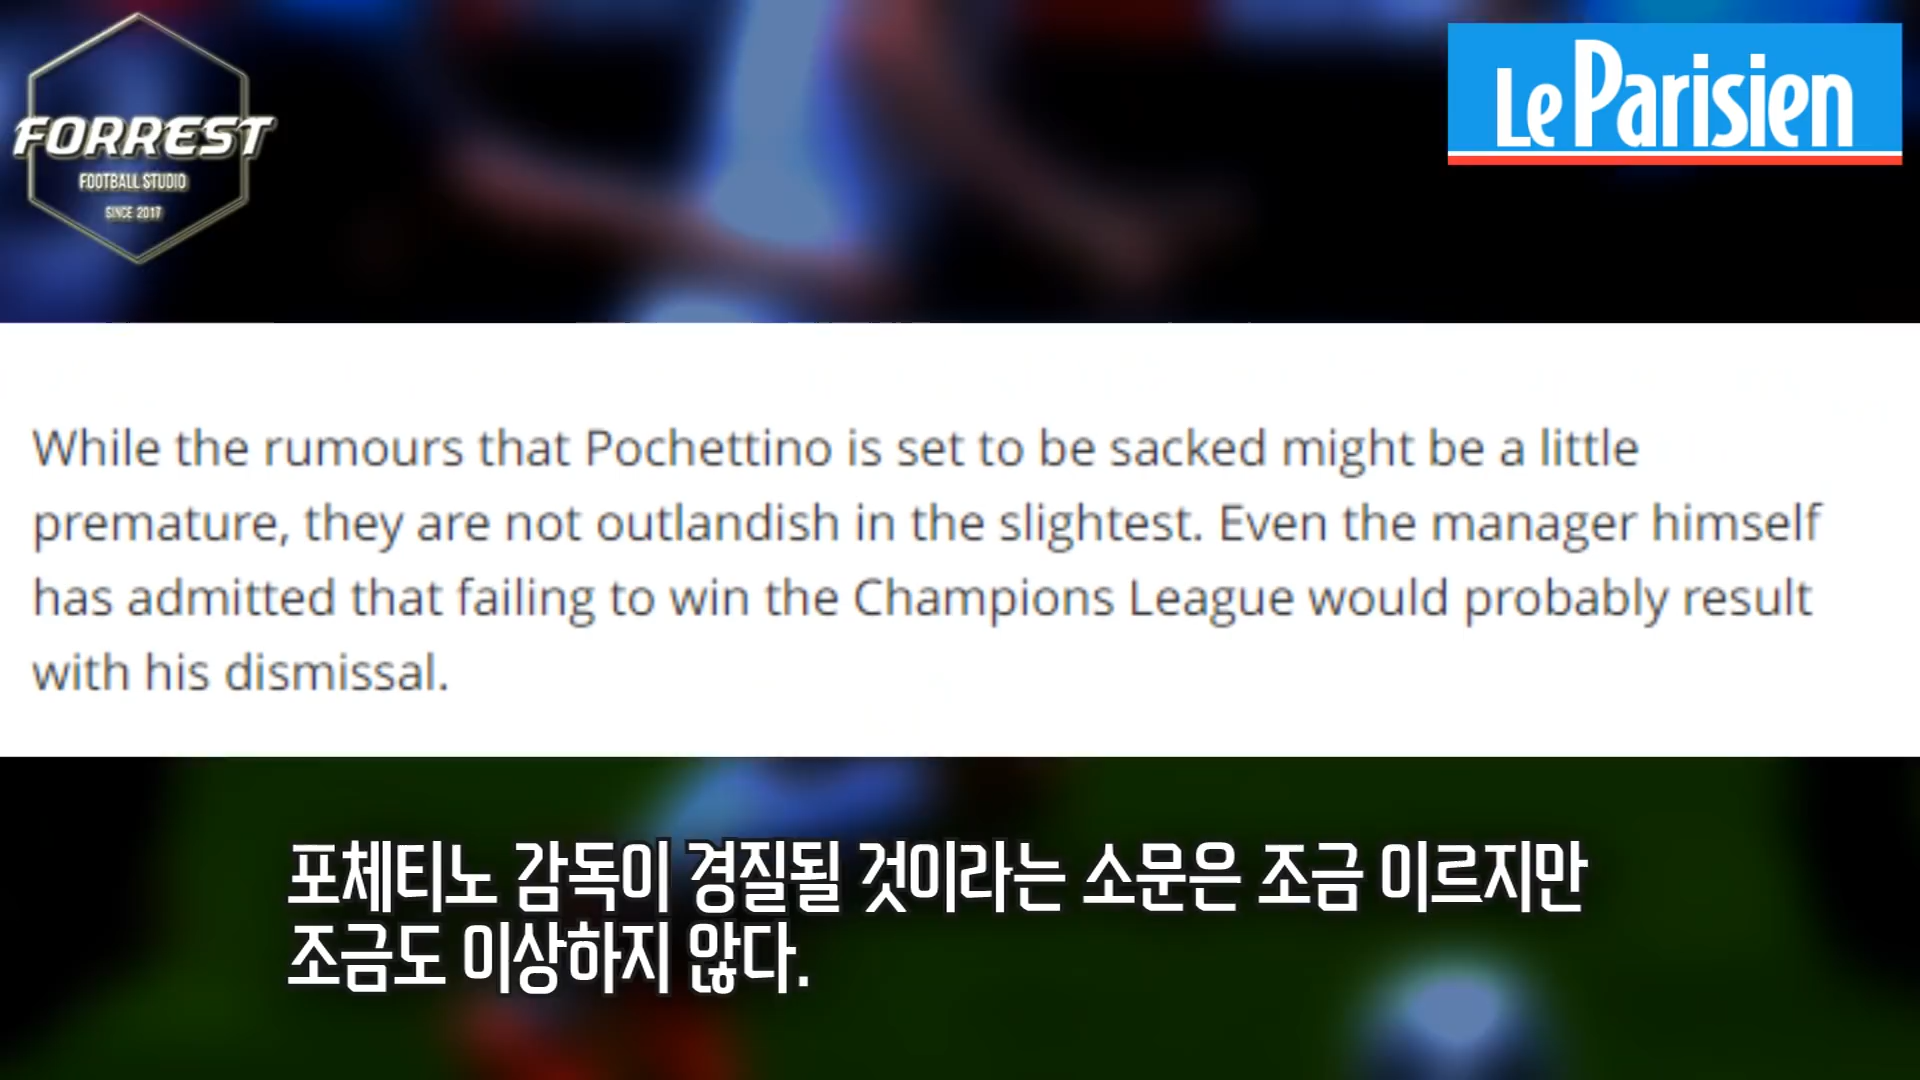 FORREST
FOOTBALL STUDIO
SINCE 2017
Le Parisien
While the rumours that Pochettino is set to be sacked might be a little
premature, they are not outlandish in the slightest. Even the manager himself
has admitted that failing to win the Champions League would probably result
with his dismissal.
포체티노 감독이 경질될 것이라는 소문은 조금 이르지만
조금도 이상하지 않다.